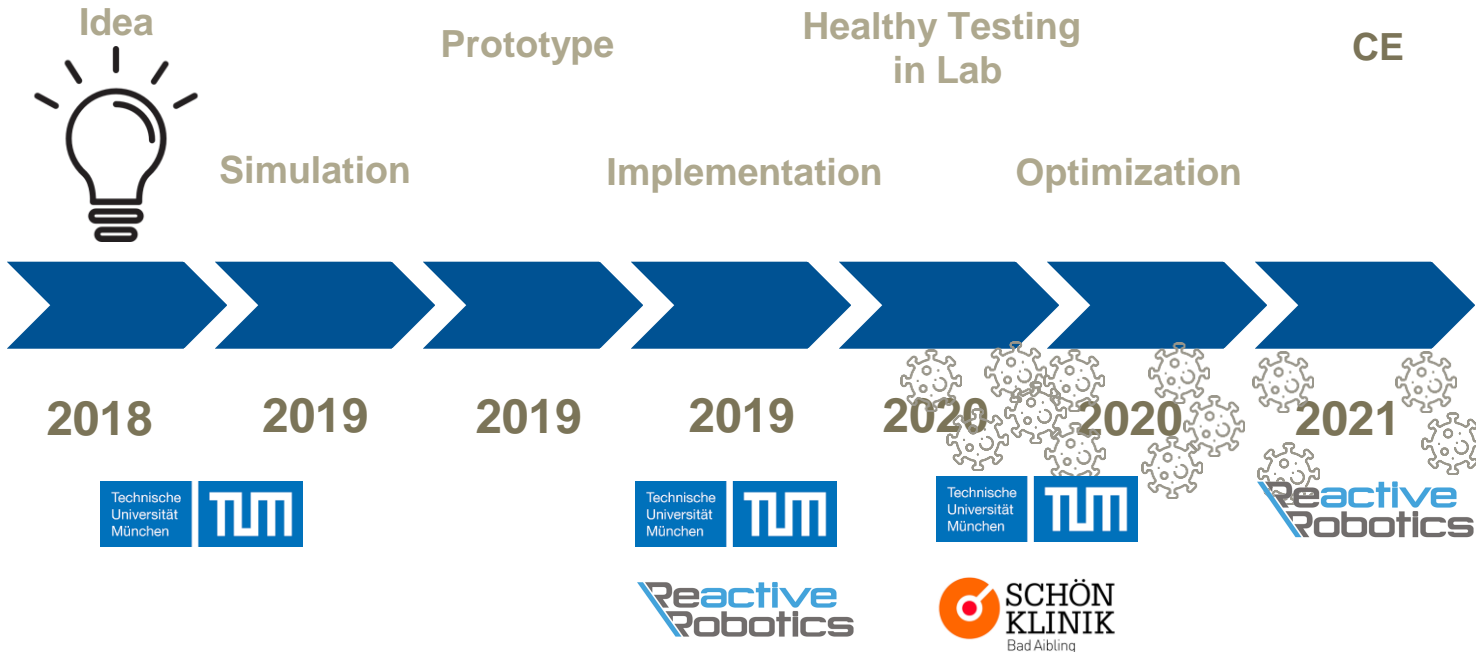 Idea
Prototype
Healthy Testing
in Lab
CE
Simulation
Implementation
Optimization
2018
2019
2019
2019
2020
2020
2021
Technische
Universität
München
TUM
Technische
Universität
München
TUM
Technische
Universität
München
TUM
Reactive
Robotics
Reactive
Robotics
SCHÖN
KLINIK
Bad Aibling